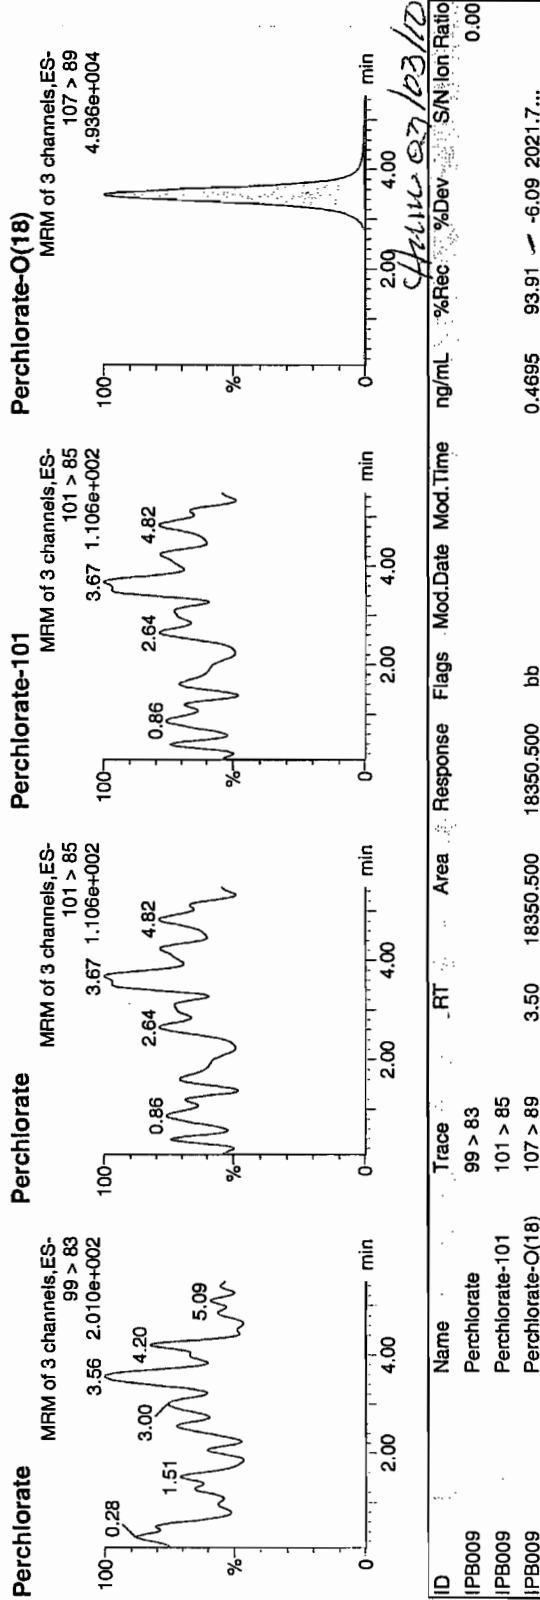 Perchlorate
MRM of 3 channels,ES-
99 > 83
3.56 2.010e+002
100
%
0
0.28
1.51
3.00
4.20
5.09
2.00
4.00
min
Perchlorate
MRM of 3 channels,ES-
101 > 85
3.67 1.106e+002
100
%
0
0.86
2.64
4.82
2.00
4.00
min
Perchlorate-101
MRM of 3 channels,ES-
101 > 85
3.67 1.106e+002
100
%
0
0.86
2.64
4.82
2.00
4.00
min
Perchlorate-O(18)
MRM of 3 channels,ES-
107 > 89
4.936e+004
100
%
0
2.00
4.00
min
03/10
ID Name Trace RT Area Response Flags Mod.Date Mod.Time ng/mL %Rec %Dev S/N Ion Ratio
IPB009 Perchlorate 99 > 83 0.00
IPB009 Perchlorate-101 101 > 85
IPB009 Perchlorate-O(18) 107 > 89 3.50 18350.500 18350.500 bb 0.4695 93.91 -6.09 2021.7...